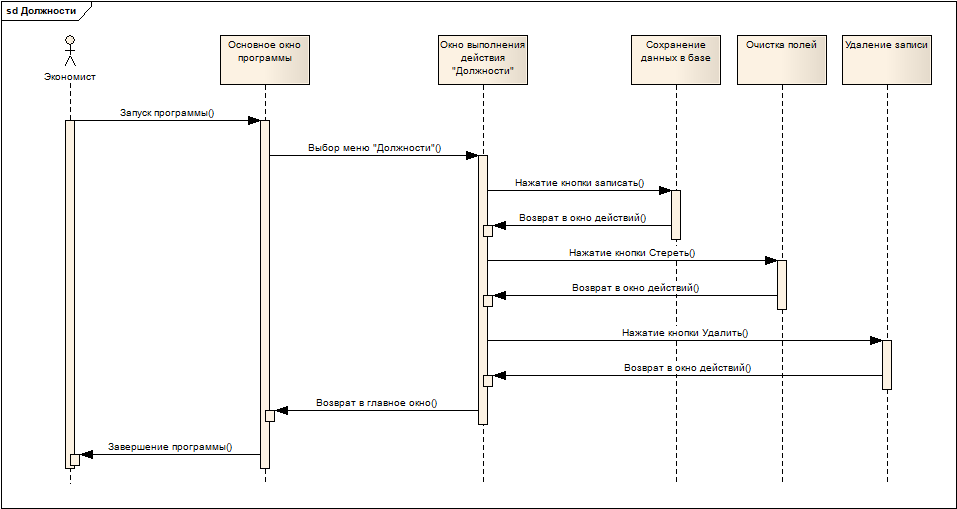 sd Должности
Экономист
Основное окно
программы
Окно выполнения
действия
"Должности"
Сохранение
данных в базе
Очистка полей
Удаление записи
Запуск программы()
Выбор меню "Должности"()
Нажатие кнопки записать()
Возврат в окно действий()
Нажатие кнопки Стереть()
Возврат в окно действий()
Нажатие кнопки Удалить()
Возврат в окно действий()
Возврат в главное окно()
Завершение программы()